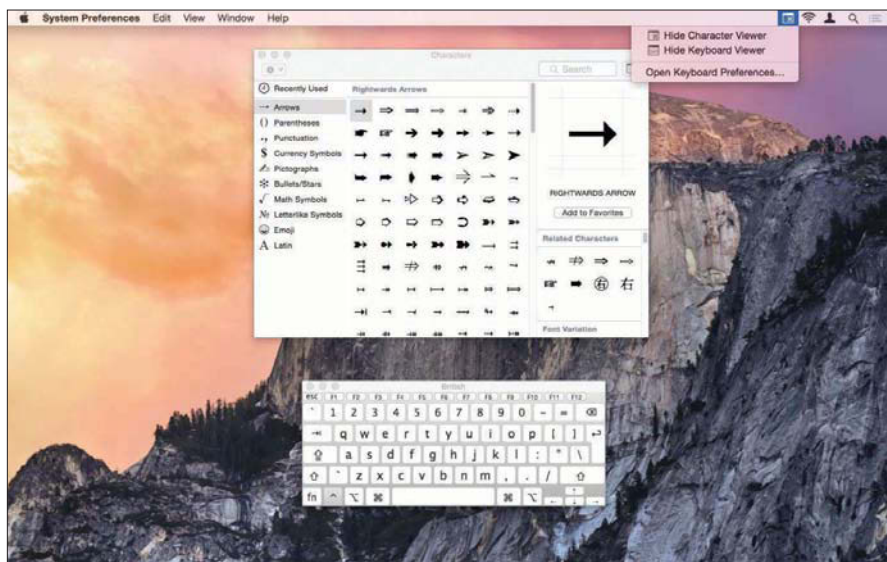 System Preferences Edit View Window Help
Hide Character Viewer
Hide Keyboard Viewer
Open Keyboard Preferences...
Characters
Search
Recently Used
Arrows
Parentheses
Punctuation
Currency Symbols
Pictographs
Bullets/Stars
Math Symbols
Letterlike Symbols
Emoji
Latin
Rightwards Arrows
RIGHTWARDS ARROW
Add to Favorites
Related Characters
右
Font Variation
British
esc F1 F2 F3 F4 F5 F6 F7 F8 F9 F10 F11 F12
` 1 2 3 4 5 6 7 8 9 0 - =
q w e r t y u i o p [ ]
a s d f g h j k l : " \
` z x c v b n m , . /
fn ^ ⌥ ⌘ ⌘ ⌥